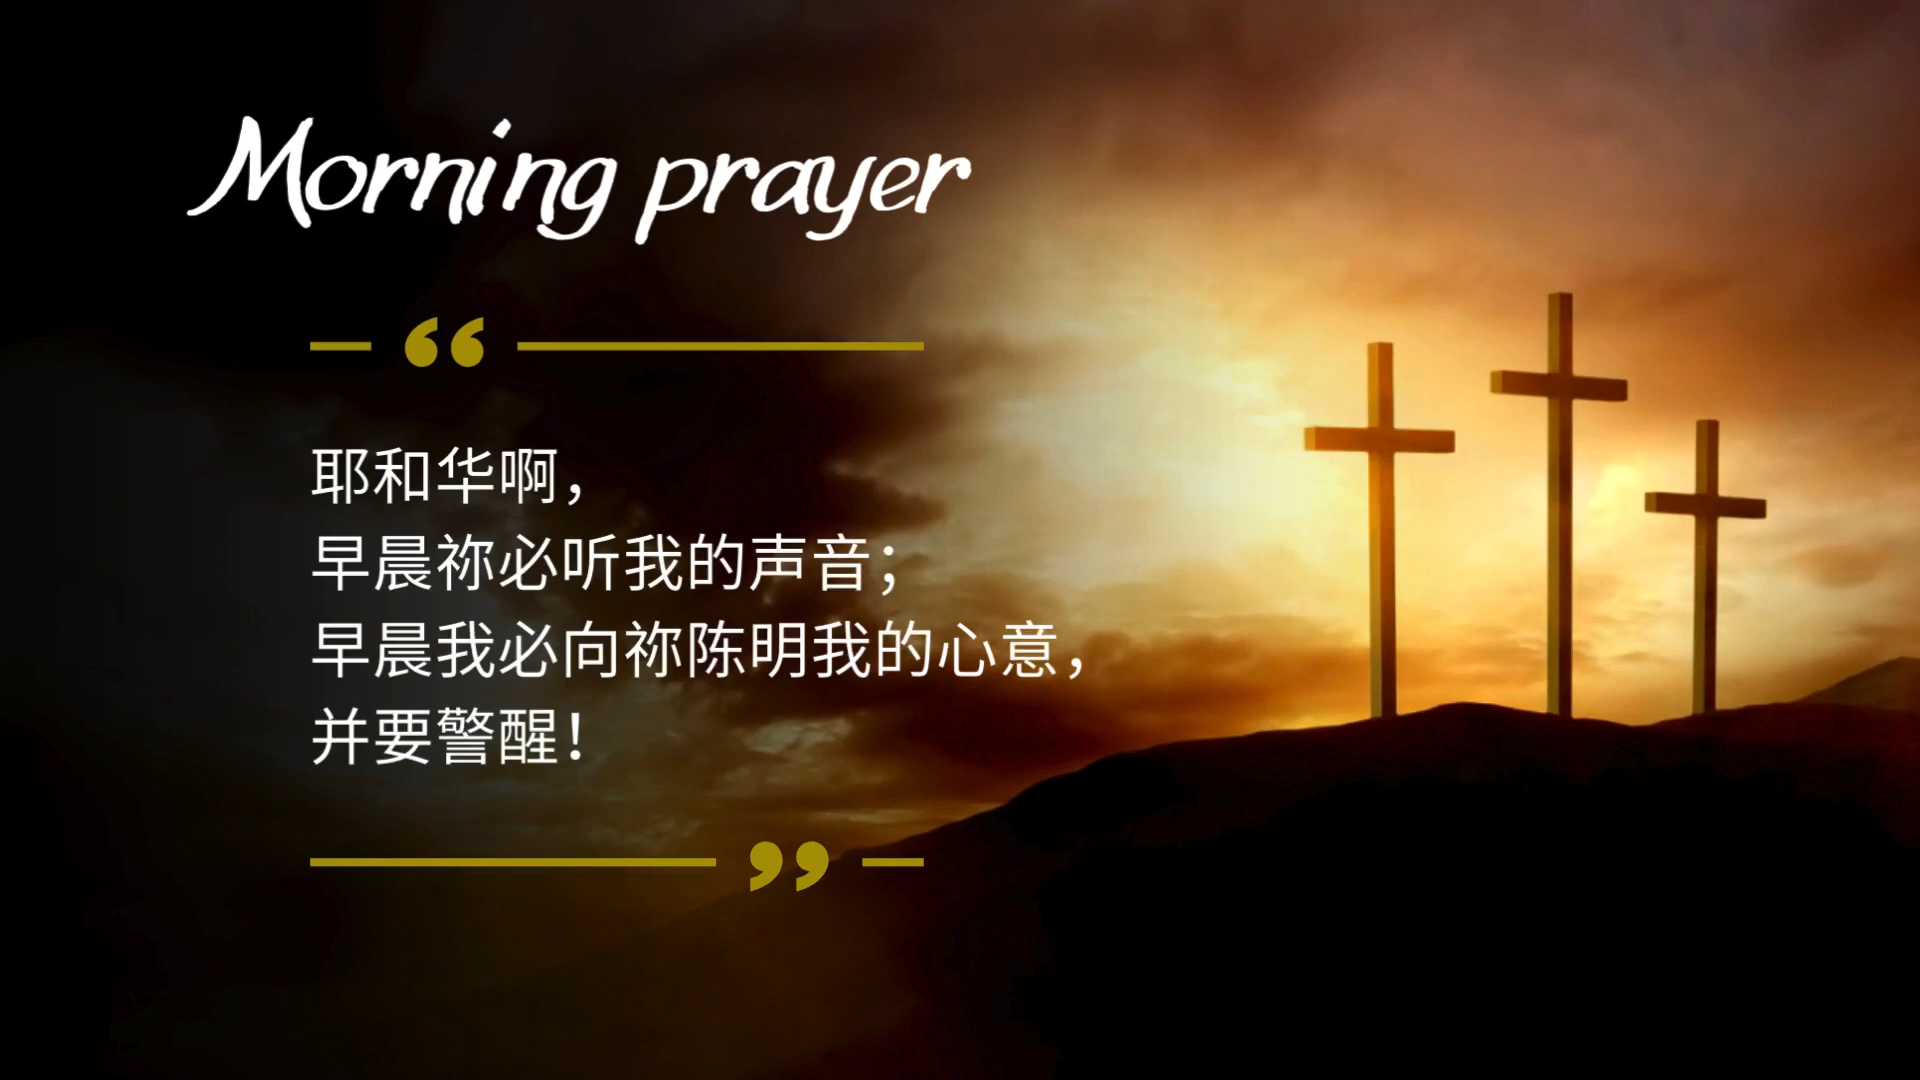 Morning prayer
“
耶和华啊，
早晨祢必听我的声音；
早晨我必向祢陈明我的心意，
并要警醒！
”